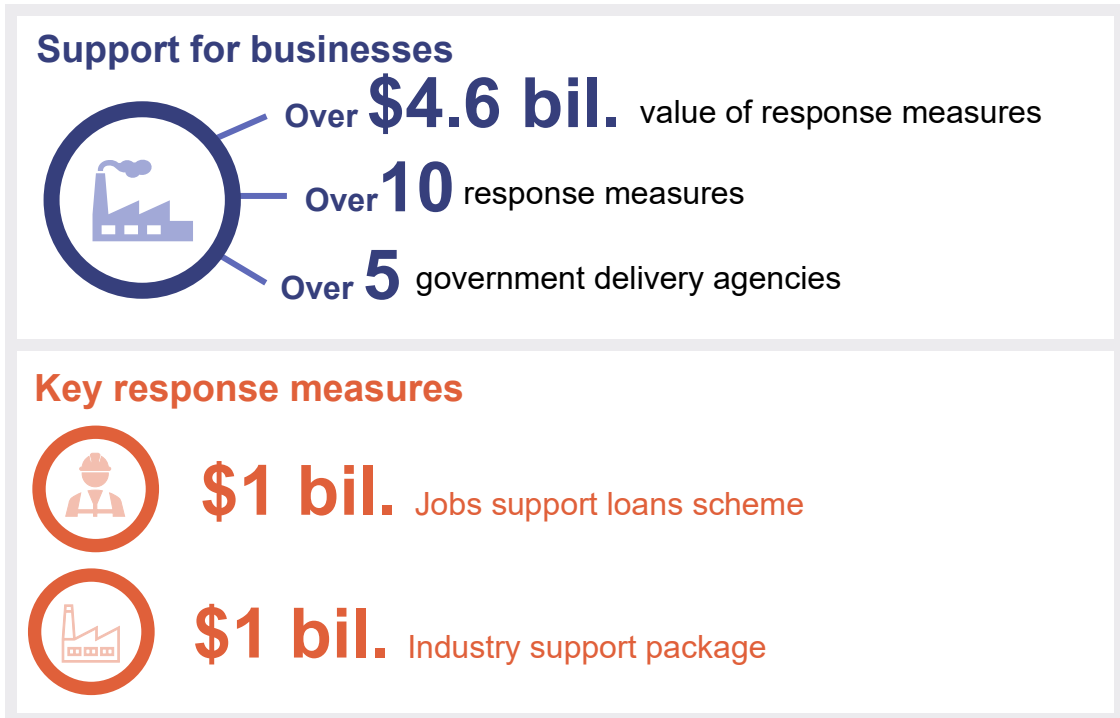 Support for businesses
Over $4.6 bil. value of response measures
Over 10 response measures
Over 5 government delivery agencies
Key response measures
$1 bil. Jobs support loans scheme
$1 bil. Industry support package